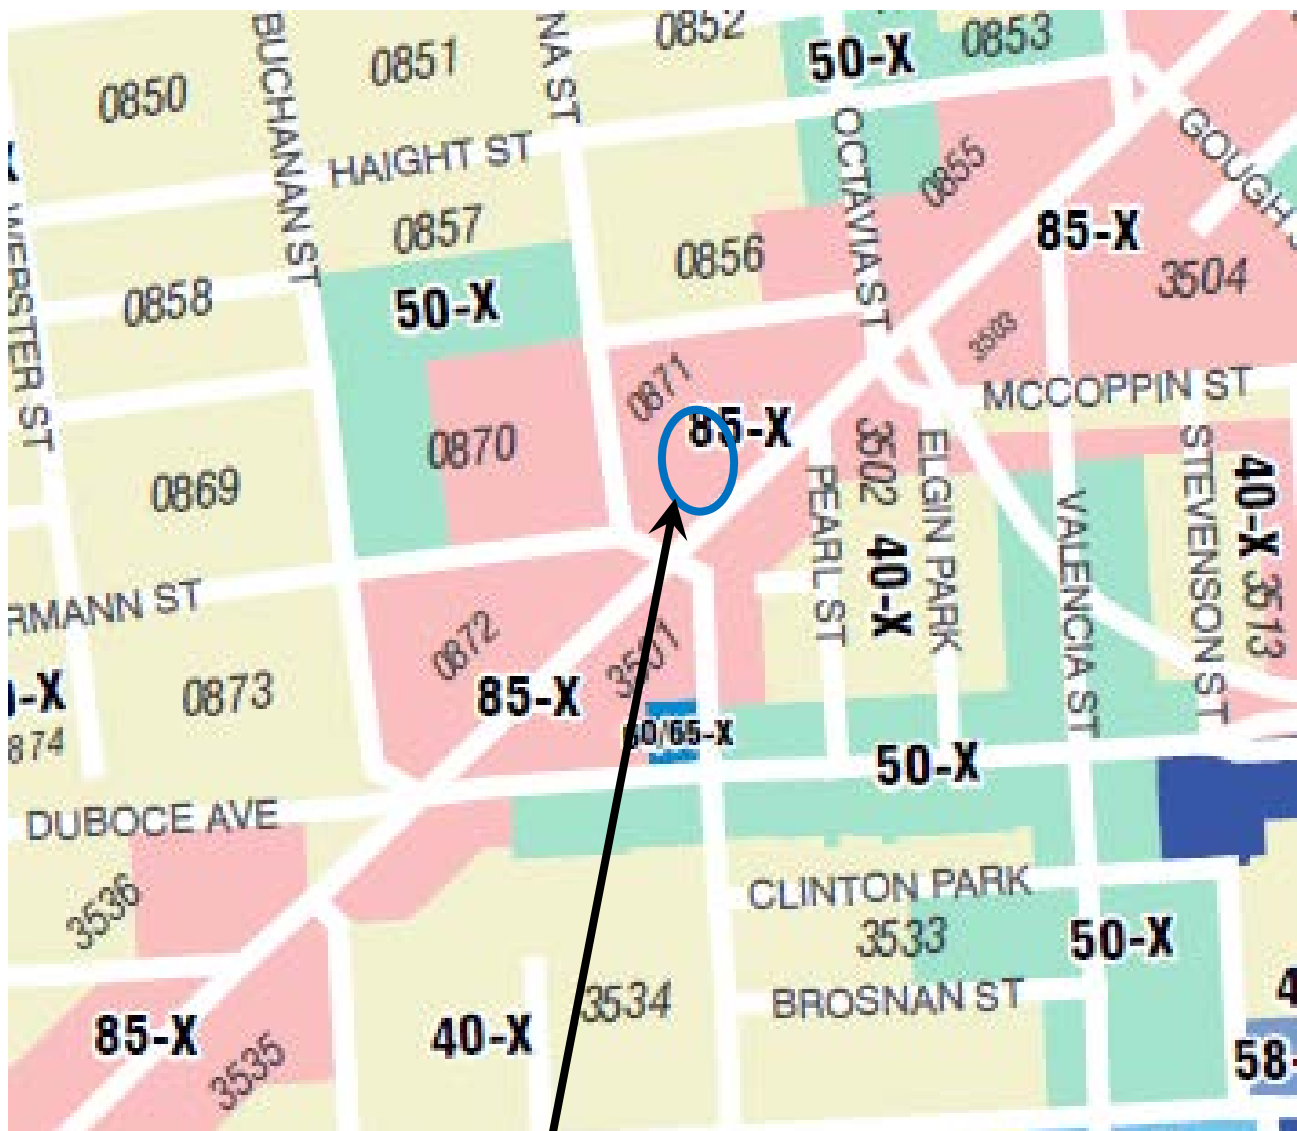 0850
0851
0852
50-X
0853
BUCHANAN ST
NA ST
HAIGHT ST
OCTAVIA ST
0855
GOUGH
85-X
3504
0857
0856
0858
50-X
3503
WEBSTER ST
0871
85-X
MCCOPPIN ST
0870
0869
3502
40-X
PEARL ST
ELGIN PARK
VALENCIA ST
STEVENSON ST
40-X
3513
RMANN ST
0872
3501
0873
-X
874
85-X
60/65-X
50-X
DUBOCE AVE
3536
CLINTON PARK
3533
50-X
BROSNAN ST
3534
85-X
40-X
3535
4
58-